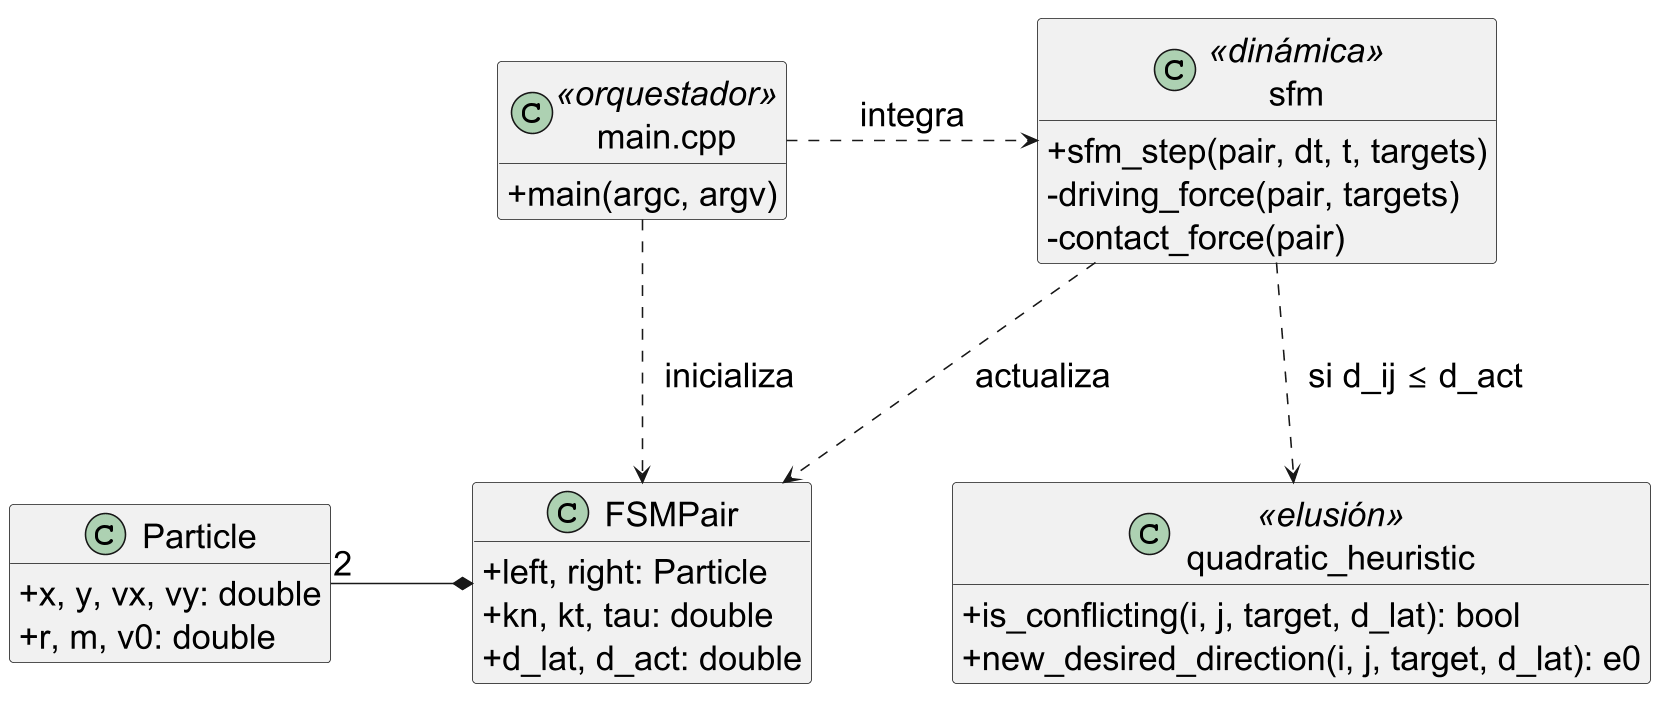 C
«orquestador»
main.cpp
+main(argc, argv)
integra
C
«dinámica»
sfm
+sfm_step(pair, dt, t, targets)
-driving_force(pair, targets)
-contact_force(pair)
inicializa
actualiza
si d_ij ≤ d_act
C
Particle
+x, y, vx, vy: double
+r, m, v0: double
2
C
FSMPair
+left, right: Particle
+kn, kt, tau: double
+d_lat, d_act: double
C
«elusión»
quadratic_heuristic
+is_conflicting(i, j, target, d_lat): bool
+new_desired_direction(i, j, target, d_lat): e0